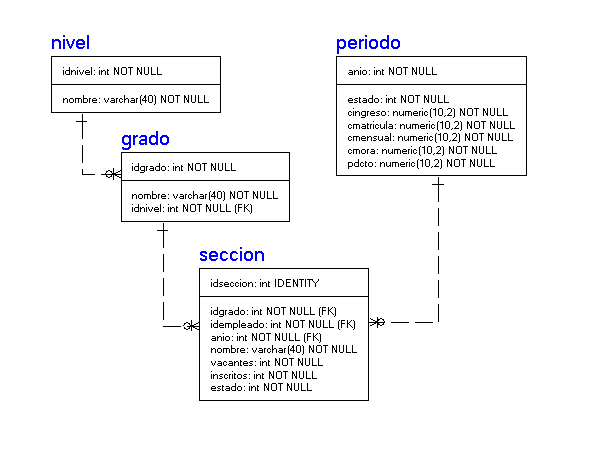 nivel
idnivel: int NOT NULL
nombre: varchar(40) NOT NULL
periodo
anio: int NOT NULL
estado: int NOT NULL
cingreso: numeric(10,2) NOT NULL
cmatricula: numeric(10,2) NOT NULL
cmensual: numeric(10,2) NOT NULL
cmora: numeric(10,2) NOT NULL
pdcto: numeric(10,2) NOT NULL
grado
idgrado: int NOT NULL
nombre: varchar(40) NOT NULL
idnivel: int NOT NULL (FK)
seccion
idseccion: int IDENTITY
idgrado: int NOT NULL (FK)
idempleado: int NOT NULL (FK)
anio: int NOT NULL (FK)
nombre: varchar(40) NOT NULL
vacantes: int NOT NULL
inscritos: int NOT NULL
estado: int NOT NULL